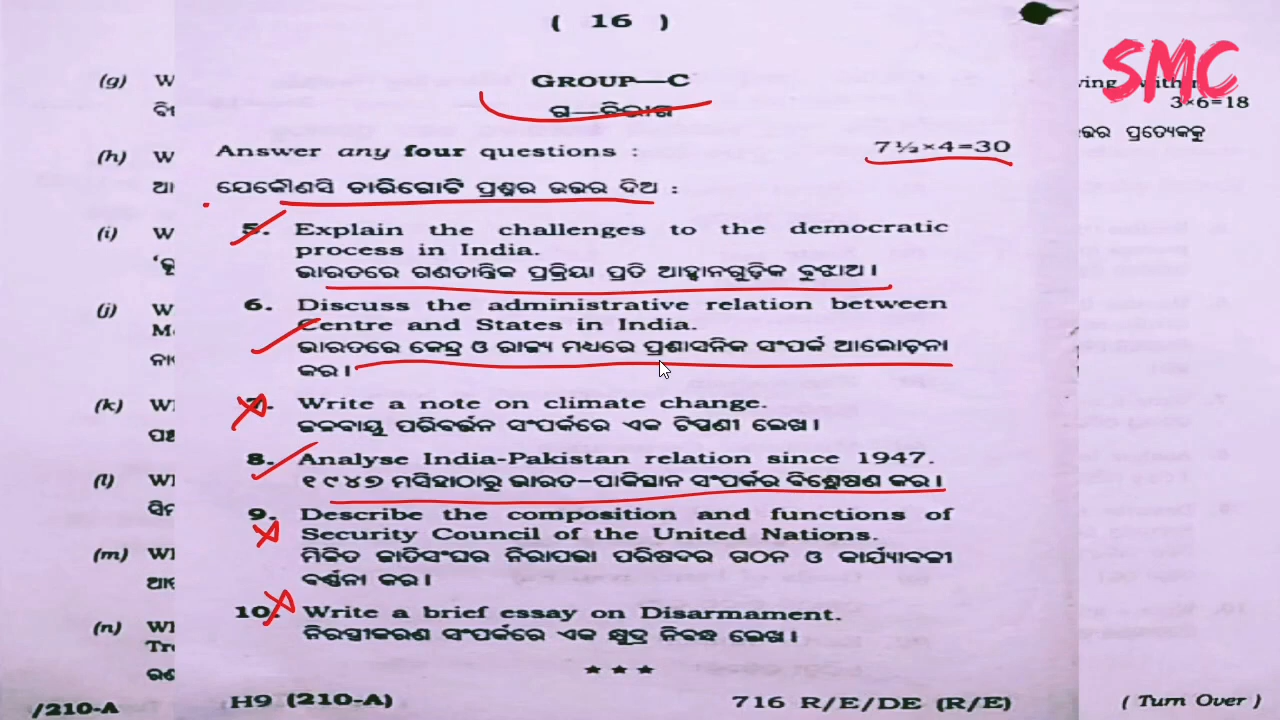 ( 16 )
SMC
GROUP—C
ଗ—ବିଭାଗ
Answer any four questions : 7½×4=30
ଯେକୌଣସି ଚାରିଗୋଟି ପ୍ରଶ୍ନର ଉତ୍ତର ଦିଅ :
5. Explain the challenges to the democratic
process in India.
ଭାରତରେ ଗଣତାନ୍ତ୍ରିକ ପ୍ରକ୍ରିୟା ପ୍ରତି ଆହ୍ୱାନଗୁଡ଼ିକ ବୁଝାଅ।
6. Discuss the administrative relation between
Centre and States in India.
ଭାରତରେ କେନ୍ଦ୍ର ଓ ରାଜ୍ୟ ମଧ୍ୟରେ ପ୍ରଶାସନିକ ସଂପର୍କ ଆଲୋଚନା
କର।
7. Write a note on climate change.
ଜଳବାୟୁ ପରିବର୍ତ୍ତନ ସଂପର୍କରେ ଏକ ଟିପ୍ପଣୀ ଲେଖ।
8. Analyse India-Pakistan relation since 1947.
୧୯୪୭ ମସିହାଠାରୁ ଭାରତ-ପାକିସ୍ତାନ ସଂପର୍କର ବିଶ୍ଳେଷଣ କର।
9. Describe the composition and functions of
Security Council of the United Nations.
ମିଳିତ ଜାତିସଂଘର ନିରାପତ୍ତା ପରିଷଦର ଗଠନ ଓ କାର୍ଯ୍ୟାବଳୀ
ବର୍ଣ୍ଣନା କର।
10. Write a brief essay on Disarmament.
ନିରସ୍ତ୍ରୀକରଣ ସଂପର୍କରେ ଏକ କ୍ଷୁଦ୍ର ନିବନ୍ଧ ଲେଖ।
★ ★ ★
H9 (210-A) 716 R/E/DE (R/E)
(g) W
(h) W
(i) W
(j) W
(k) WI
(l) WI
(m) WI
(n) WI
/210-A
3×6=18
ପ୍ରତ୍ୟେକକୁ
( Turn Over )